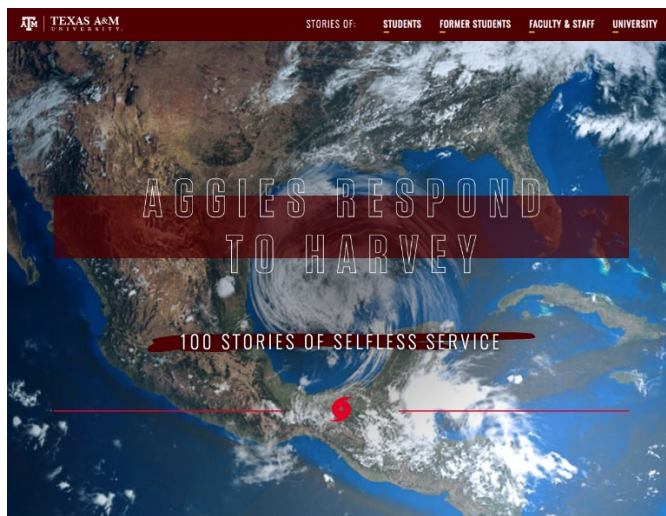 TEXAS A&M
UNIVERSITY.
STORIES OF: STUDENTS FORMER STUDENTS FACULTY & STAFF UNIVERSITY
AGGIES RESPOND
TO HARVEY
100 STORIES OF SELFLESS SERVICE